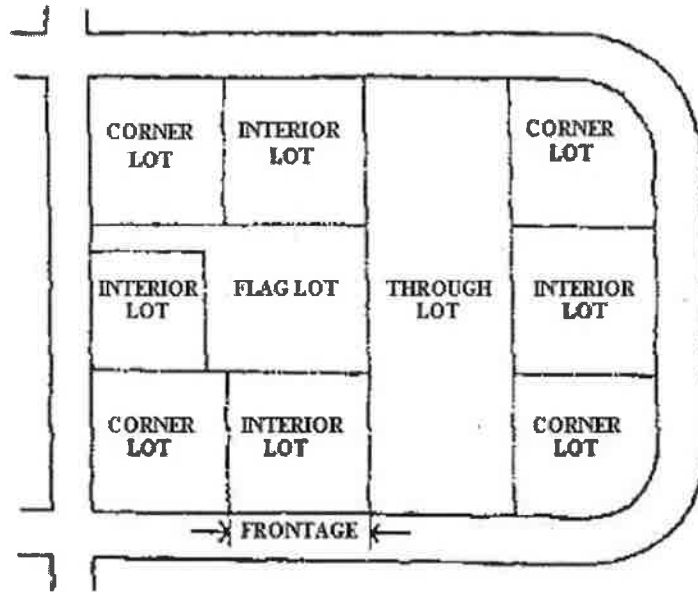 CORNER
LOT
INTERIOR
LOT
CORNER
LOT
INTERIOR
LOT
FLAG LOT
THROUGH
LOT
INTERIOR
LOT
CORNER
LOT
INTERIOR
LOT
CORNER
LOT
FRONTAGE